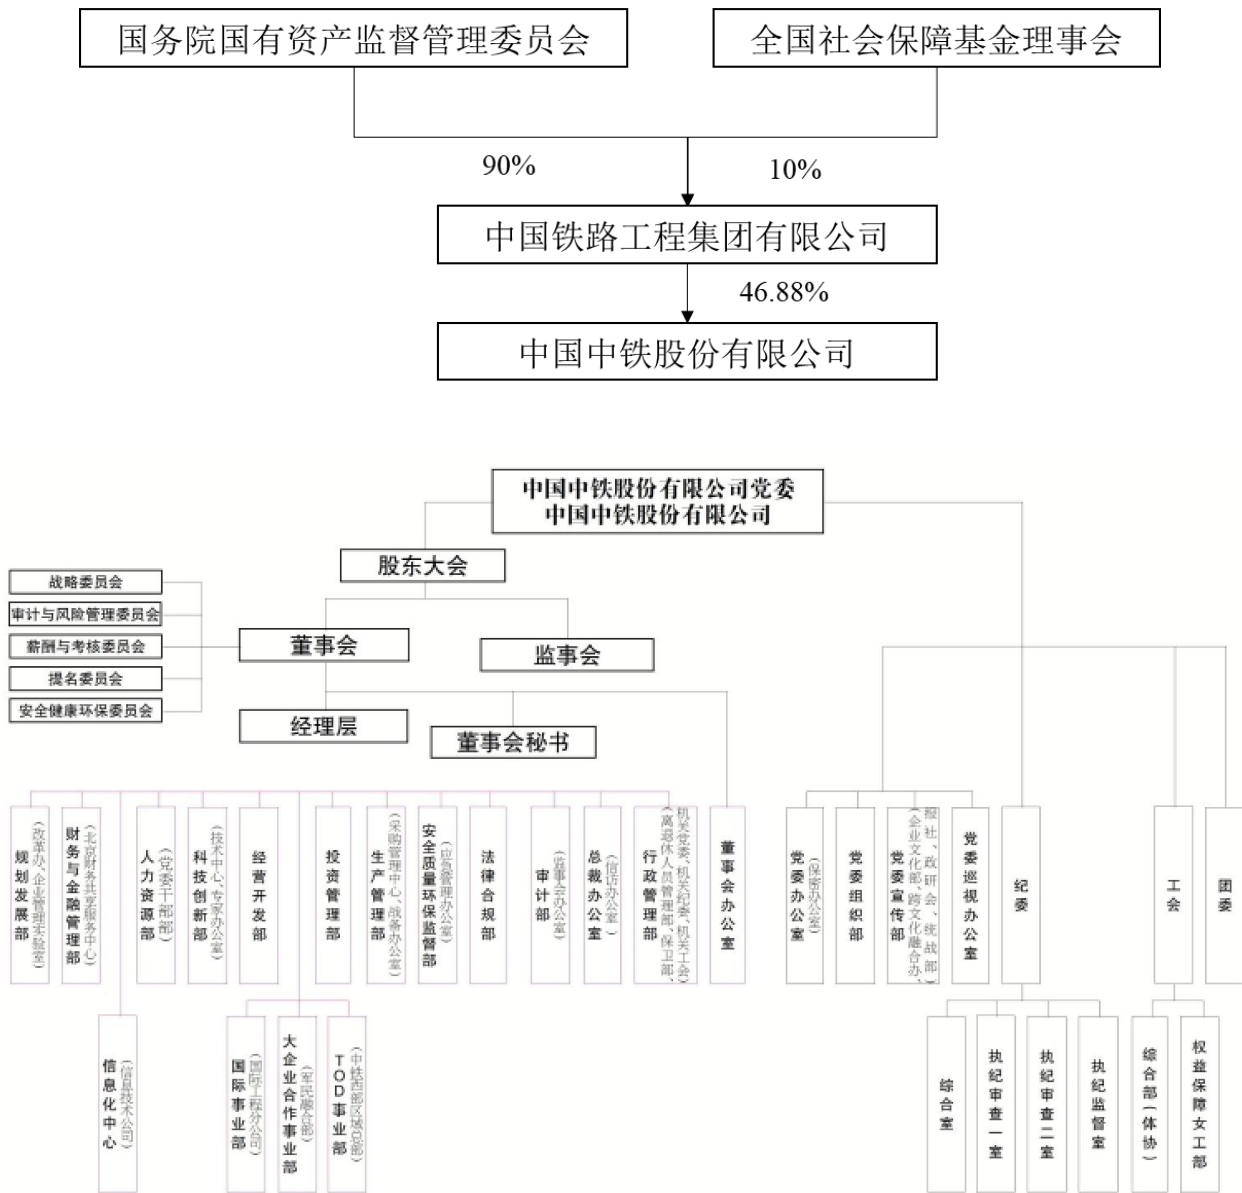 国务院国有资产监督管理委员会
全国社会保障基金理事会
90%
10%
中国铁路工程集团有限公司
46.88%
中国中铁股份有限公司
中国中铁股份有限公司党委
中国中铁股份有限公司
股东大会
战略委员会
审计与风险管理委员会
薪酬与考核委员会
提名委员会
安全健康环保委员会
董事会
监事会
经理层
董事会秘书
规划发展部
(改革办、企业管理实验室)
财务与金融管理部
(北京财务共享服务中心)
人力资源部
(党委干部部)
科技创新部
(技术中心、专家办公室)
经营开发部
投资管理部
生产管理部
(采购管理中心、战备办公室)
安全质量环保监督部
(应急管理办公室)
法律合规部
审计部
(监事会办公室)
总裁办公室
(信访办公室)
行政管理部
(离退休人员管理部、保卫部、
机关党委、机关纪委、机关工会)
董事会办公室
党委办公室
(保密办公室)
党委组织部
党委宣传部
(企业文化部、跨文化融合办、
报社、政研会、统战部)
党委巡视办公室
纪委
工会
团委
信息化中心
(信息技术公司)
国际事业部
(国际工程分公司)
大企业合作事业部
(军民融合部)
TOD事业部
(中铁西部区域总部)
综合室
执纪审查一室
执纪审查二室
执纪监督室
综合部(体协)
权益保障女工部